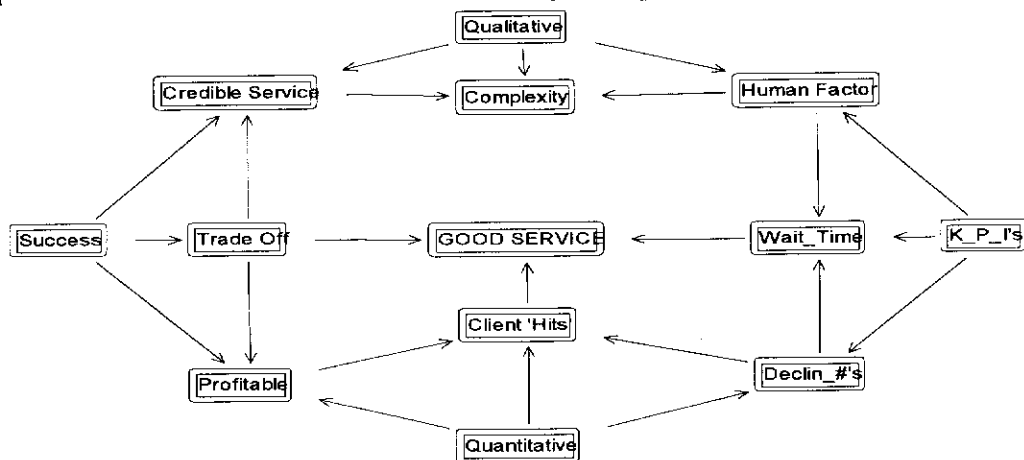 Qualitative
Credible Service
Complexity
Human Factor
Success
Trade Off
GOOD SERVICE
Wait_Time
K_P_I's
Client 'Hits'
Profitable
Declin_#'s
Quantitative